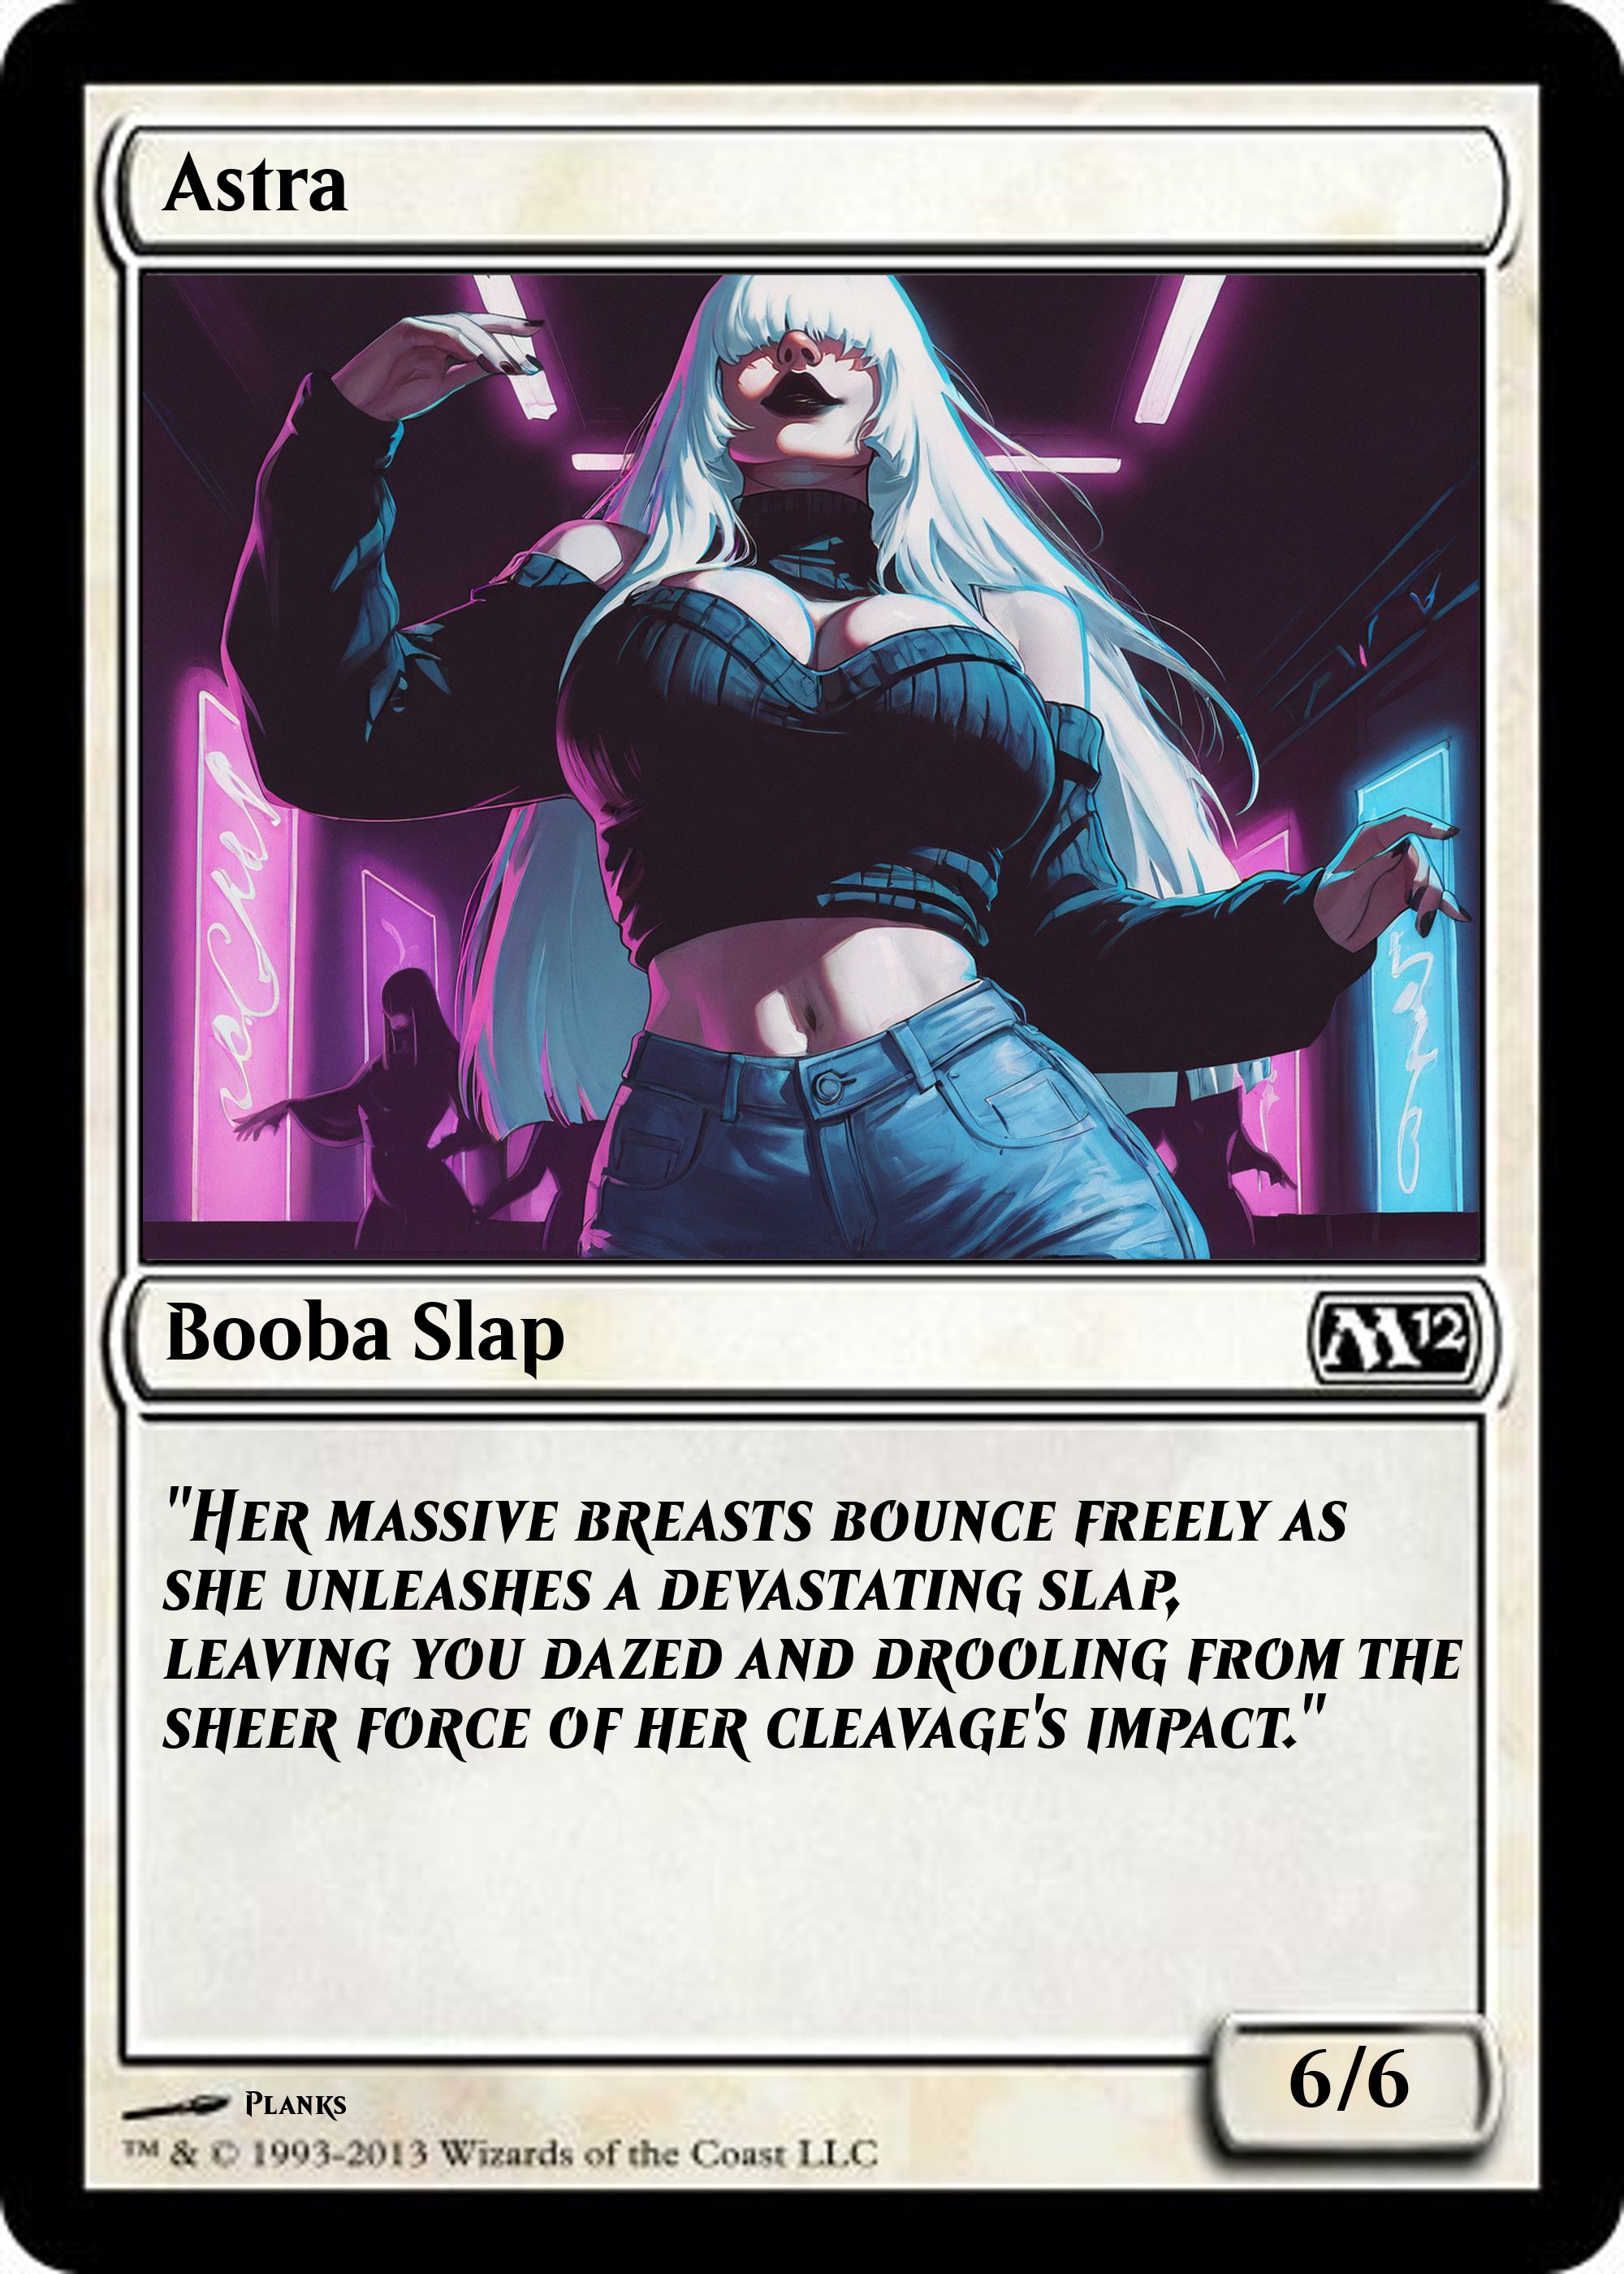 Astra
Booba Slap
M12
"Her massive breasts bounce freely as
she unleashes a devastating slap,
leaving you dazed and drooling from the
sheer force of her cleavage's impact."
6/6
Planks
™ & © 1993-2013 Wizards of the Coast LLC